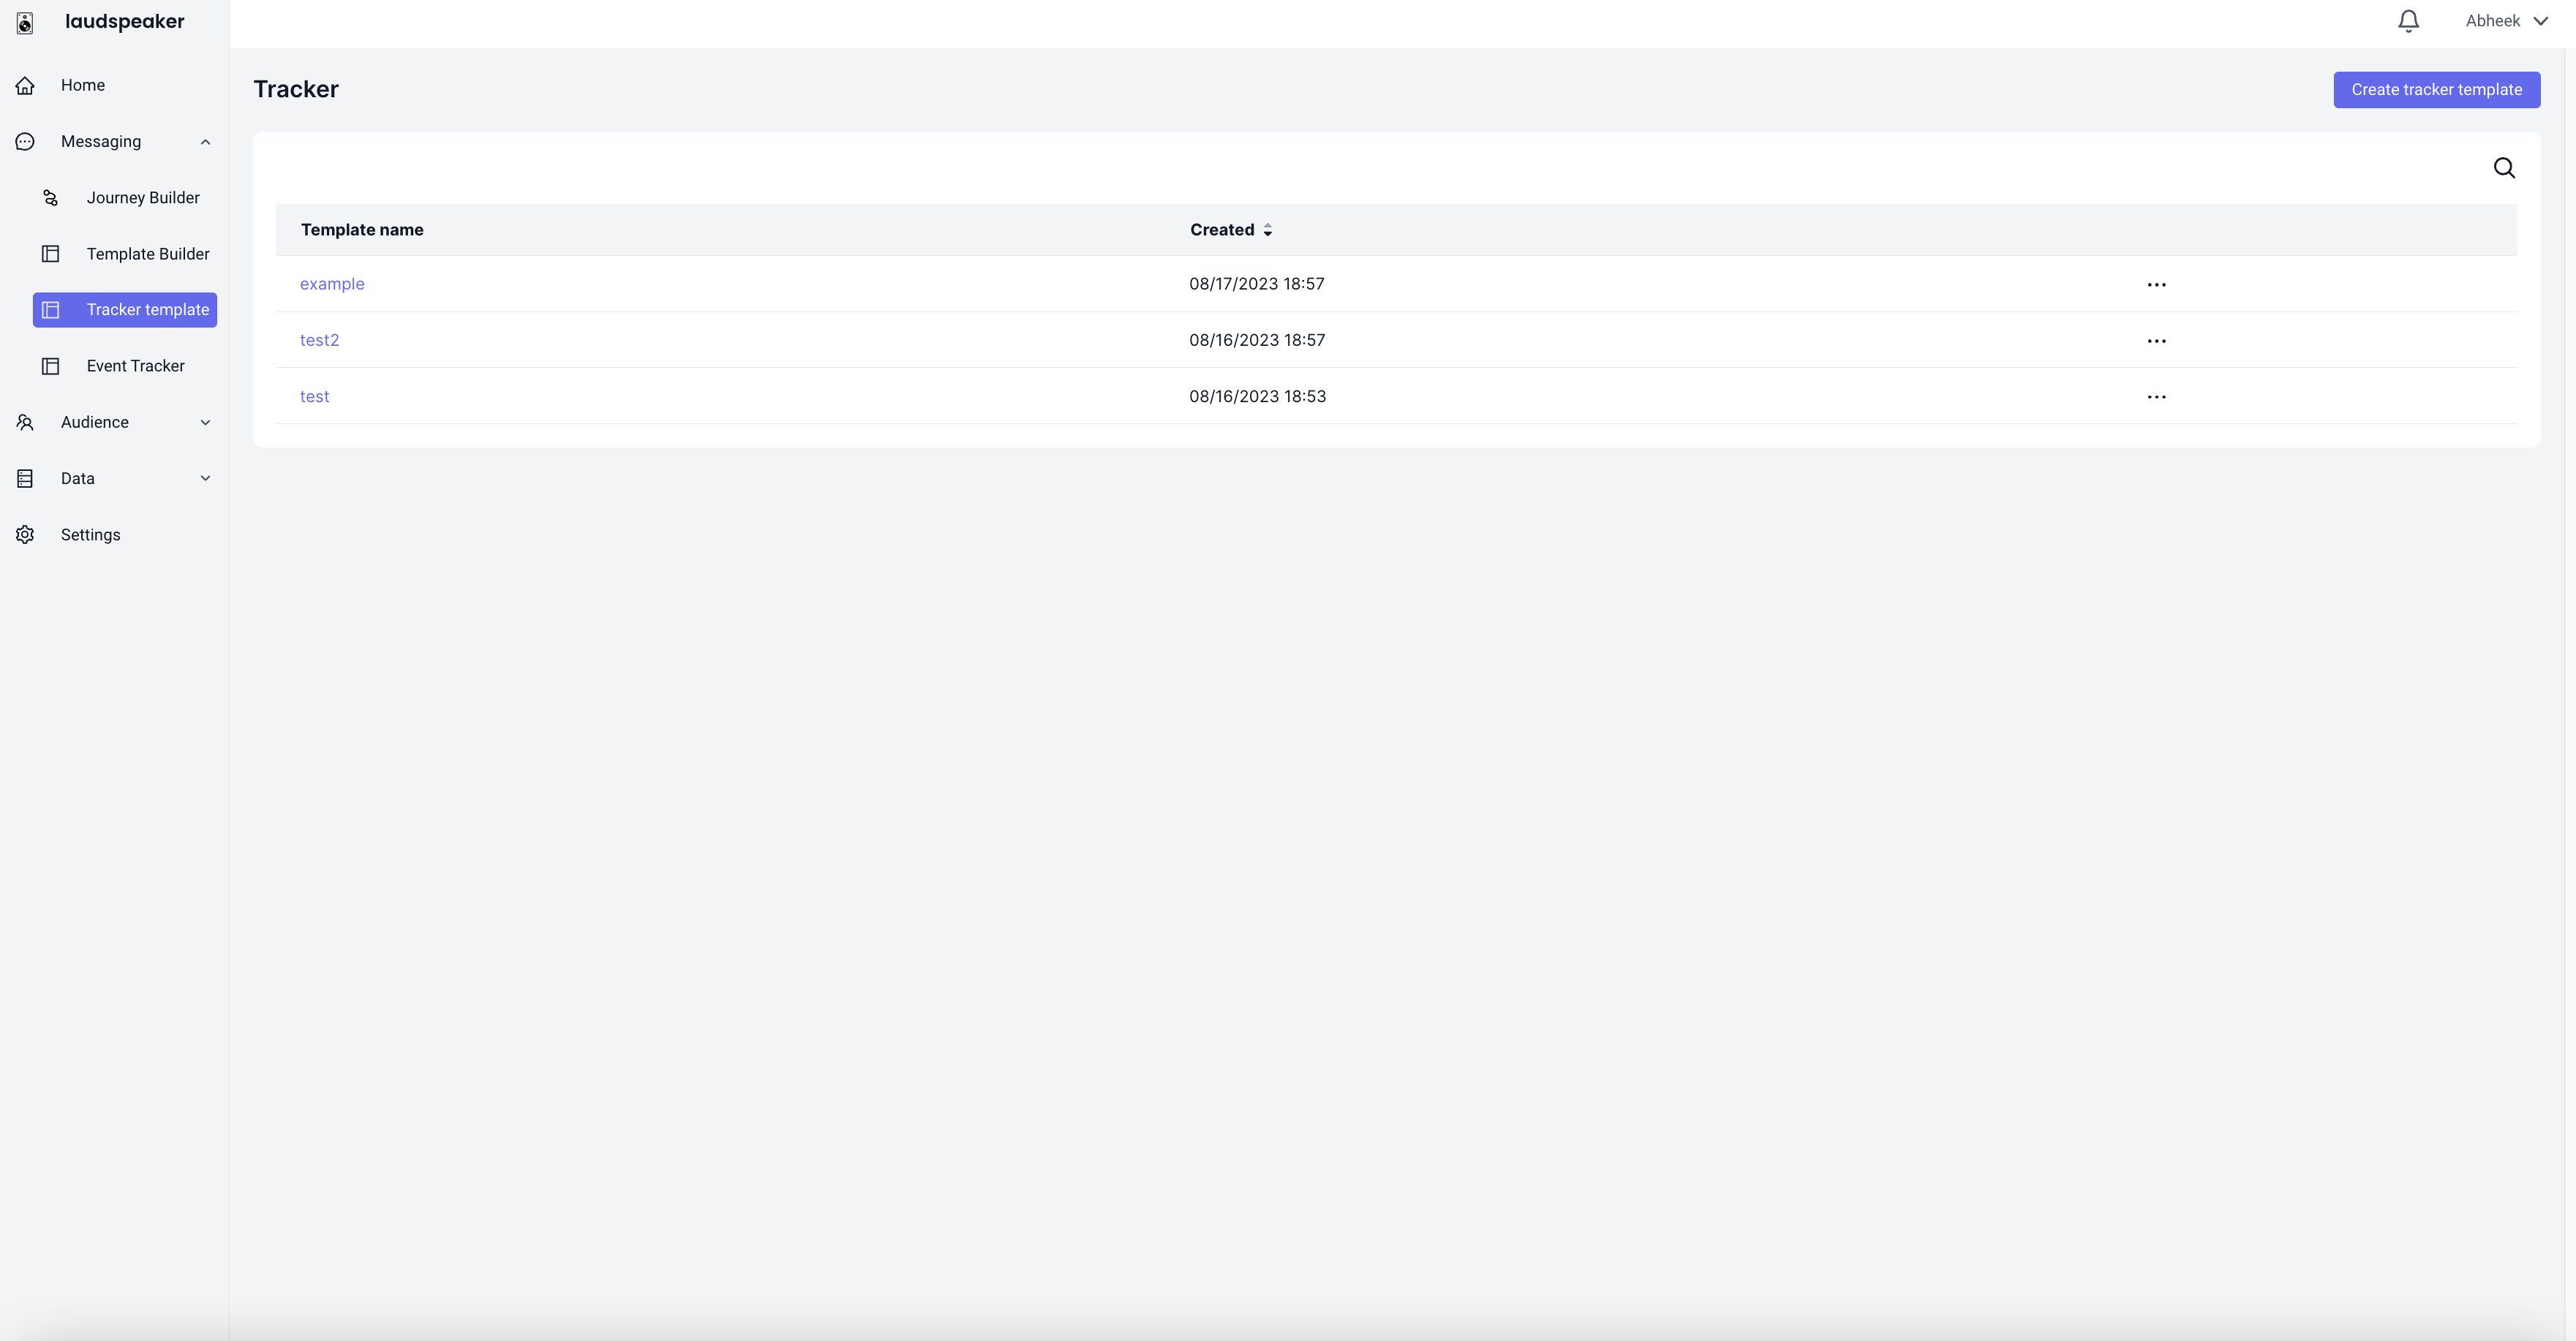 laudspeaker
Abheek
Home
Messaging
Journey Builder
Template Builder
Tracker template
Event Tracker
Audience
Data
Settings
Tracker
Create tracker template
Template name Created
example 08/17/2023 18:57
test2 08/16/2023 18:57
test 08/16/2023 18:53